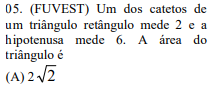 05. (FUVEST) Um dos catetos de
um triângulo retângulo mede 2 e a
hipotenusa mede 6. A área do
triângulo é
(A) 2√2